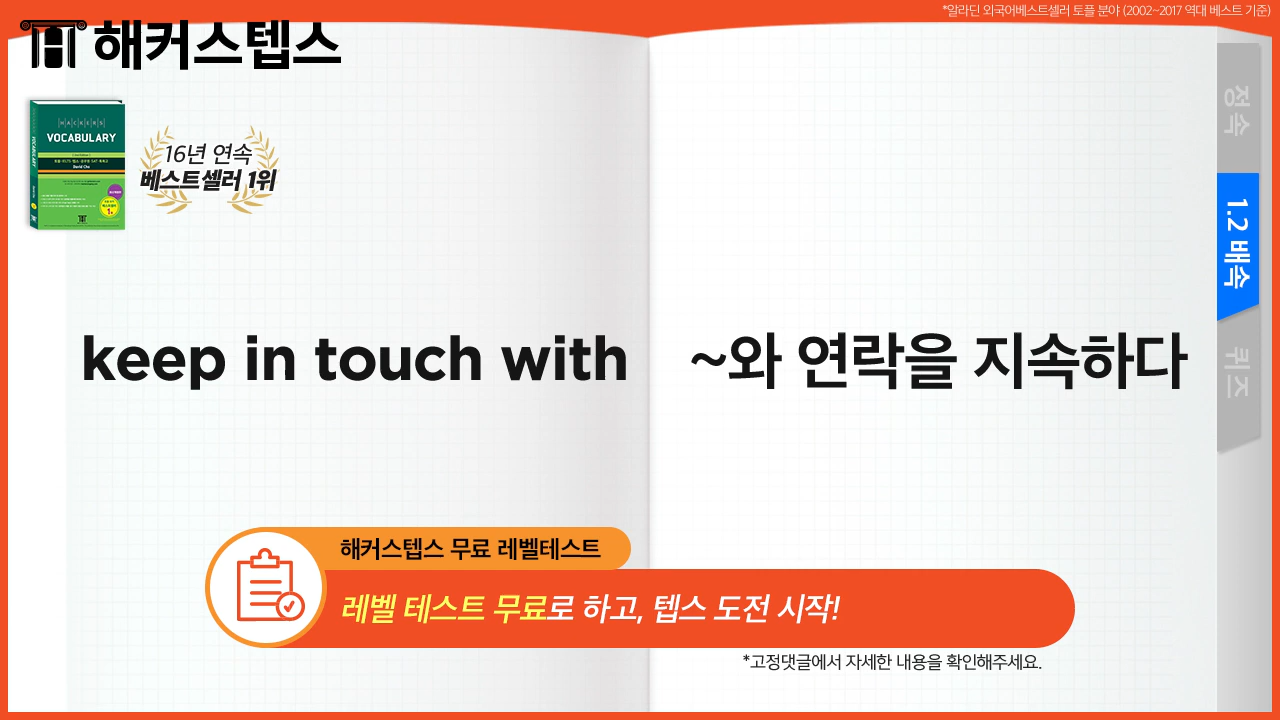 *알라딘 외국어베스트셀러 토플 분야 (2002~2017 역대 베스트 기준)
해커스텝스
HACKERS
VOCABULARY
David Cho
16년 연속
베스트셀러 1위
정속
1.2 배속
퀴즈
keep in touch with
~와 연락을 지속하다
해커스텝스 무료 레벨테스트
레벨 테스트 무료로 하고, 텝스 도전 시작!
*고정댓글에서 자세한 내용을 확인해주세요.